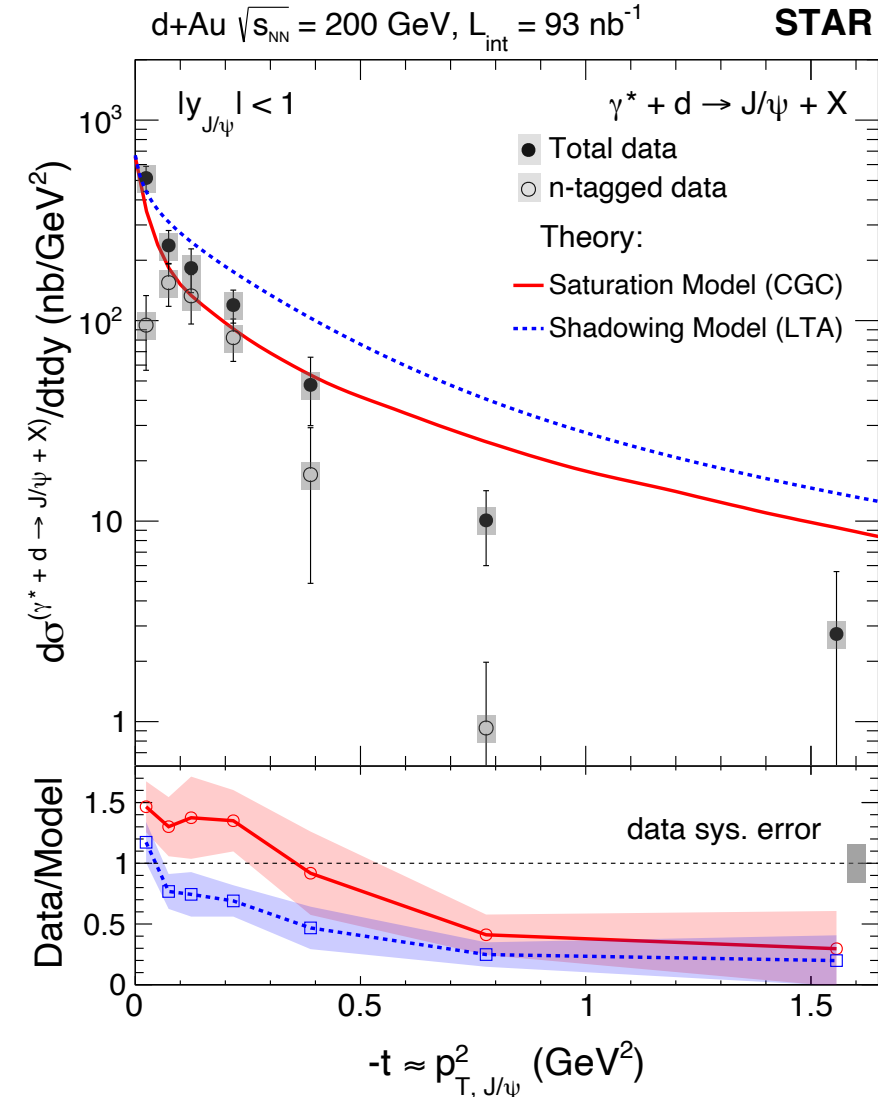 d+Au √s_NN = 200 GeV, L_int = 93 nb⁻¹ STAR
|y_J/ψ| < 1 γ* + d → J/ψ + X
Total data
n-tagged data
Theory:
Saturation Model (CGC)
Shadowing Model (LTA)
10³
10²
10
1
dσ^(γ* + d → J/ψ + X)/dtdy (nb/GeV²)
data sys. error
1.5
1
0.5
0
Data/Model
0 0.5 1 1.5
-t ≈ p²_T, J/ψ (GeV²)